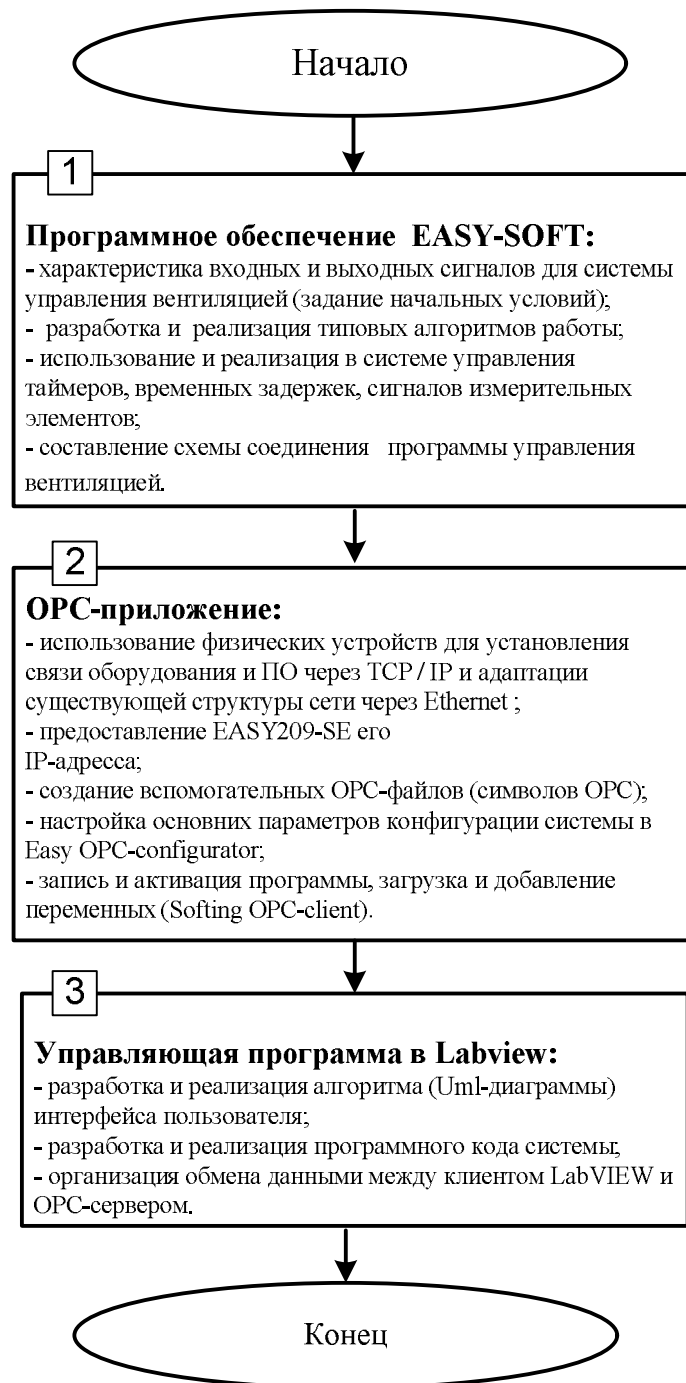 Начало
1
Программное обеспечение EASY-SOFT:
- характеристика входных и выходных сигналов для системы
управления вентиляцией (задание начальных условий);
- разработка и реализация типовых алгоритмов работы;
- использование и реализация в системе управления
таймеров, временных задержек, сигналов измерительных
элементов;
- составление схемы соединения программы управления
вентиляцией.
2
OPC-приложение:
- использование физических устройств для установления
связи оборудования и ПО через TCP / IP и адаптации
существующей структуры сети через Ethernet ;
- предоставление EASY209-SE его
IP-адресса;
- создание вспомогательных OPC-файлов (символов OPC);
- настройка основних параметров конфигурации системы в
Easy OPC-configurator;
- запись и активация программы, загрузка и добавление
переменных (Softing OPC-client).
3
Управляющая программа в Labview:
- разработка и реализация алгоритма (Uml-диаграммы)
интерфейса пользователя;
- разработка и реализация программного кода системы;
- организация обмена данными между клиентом LabVIEW и
OPC-сервером.
Конец